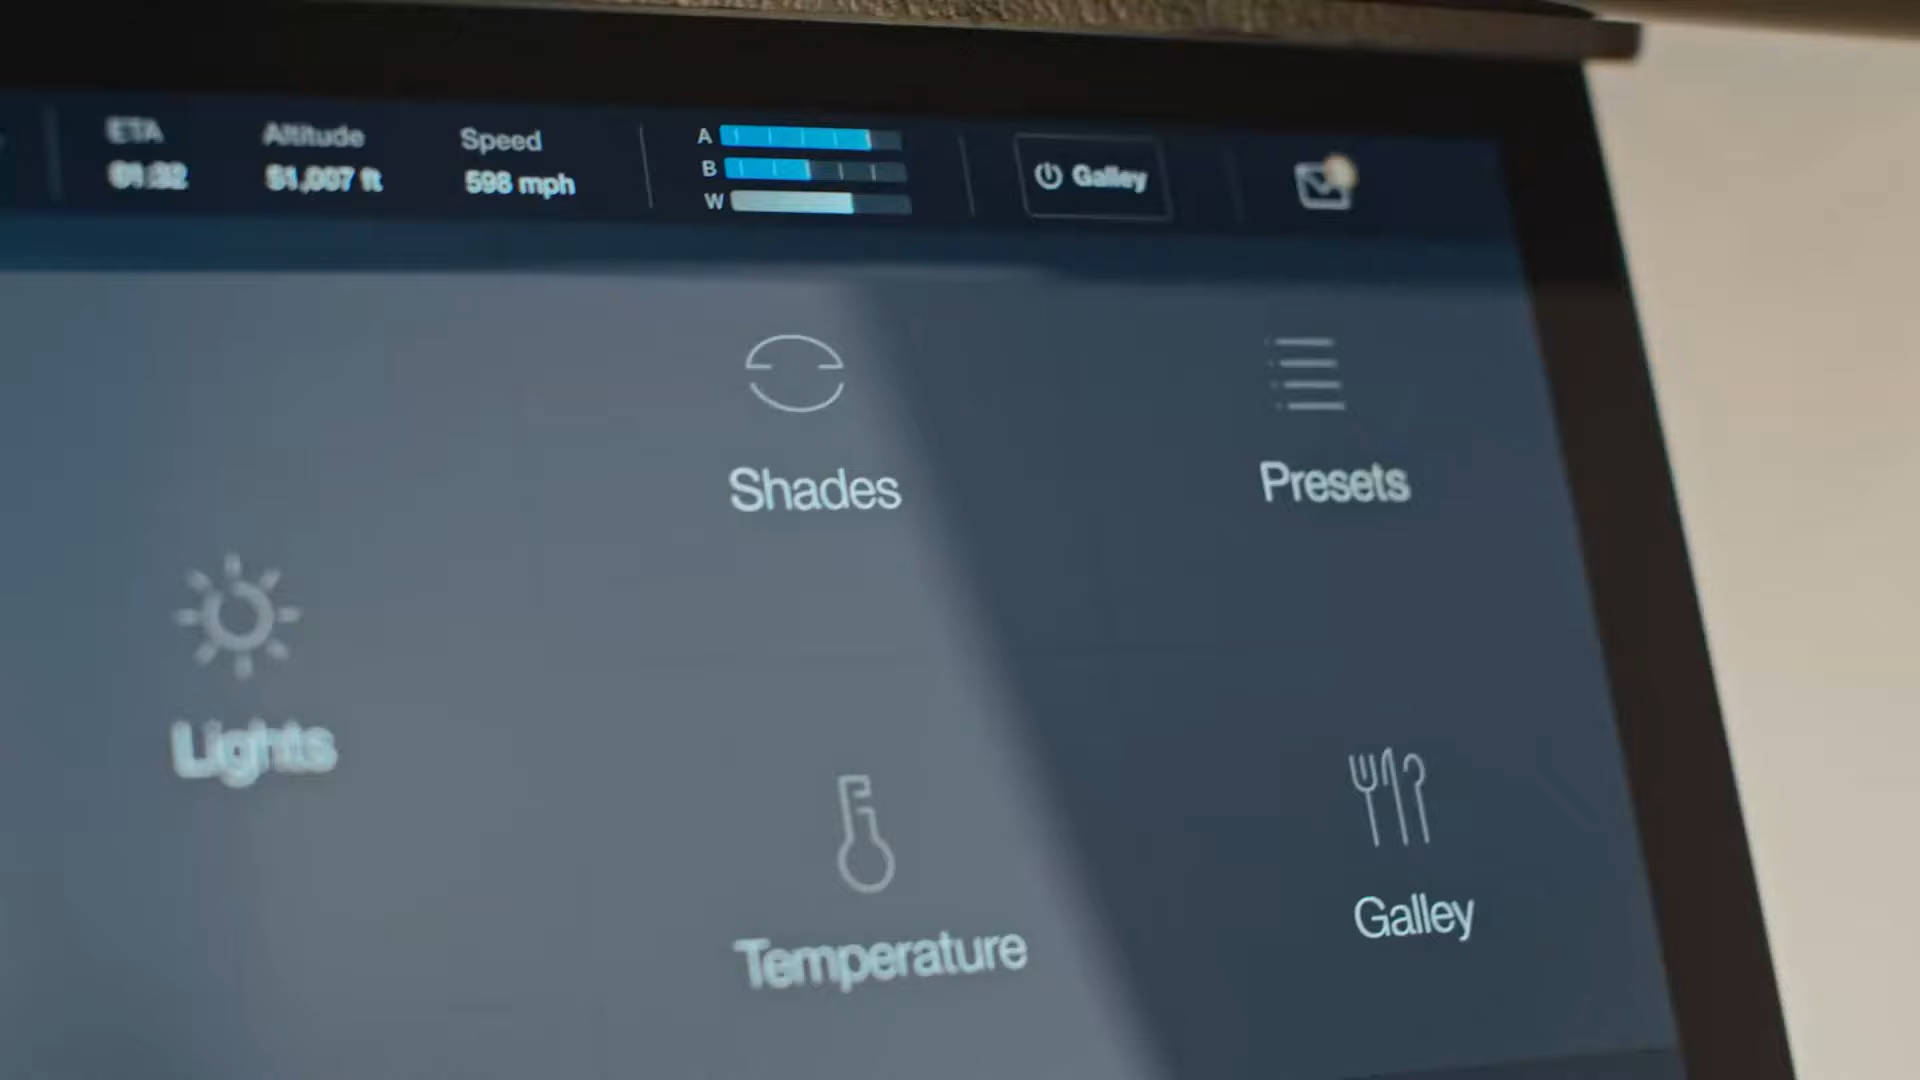 ETA
Altitude
Speed
598 mph
A
B
W
Galley
Shades
Presets
Lights
Temperature
Galley